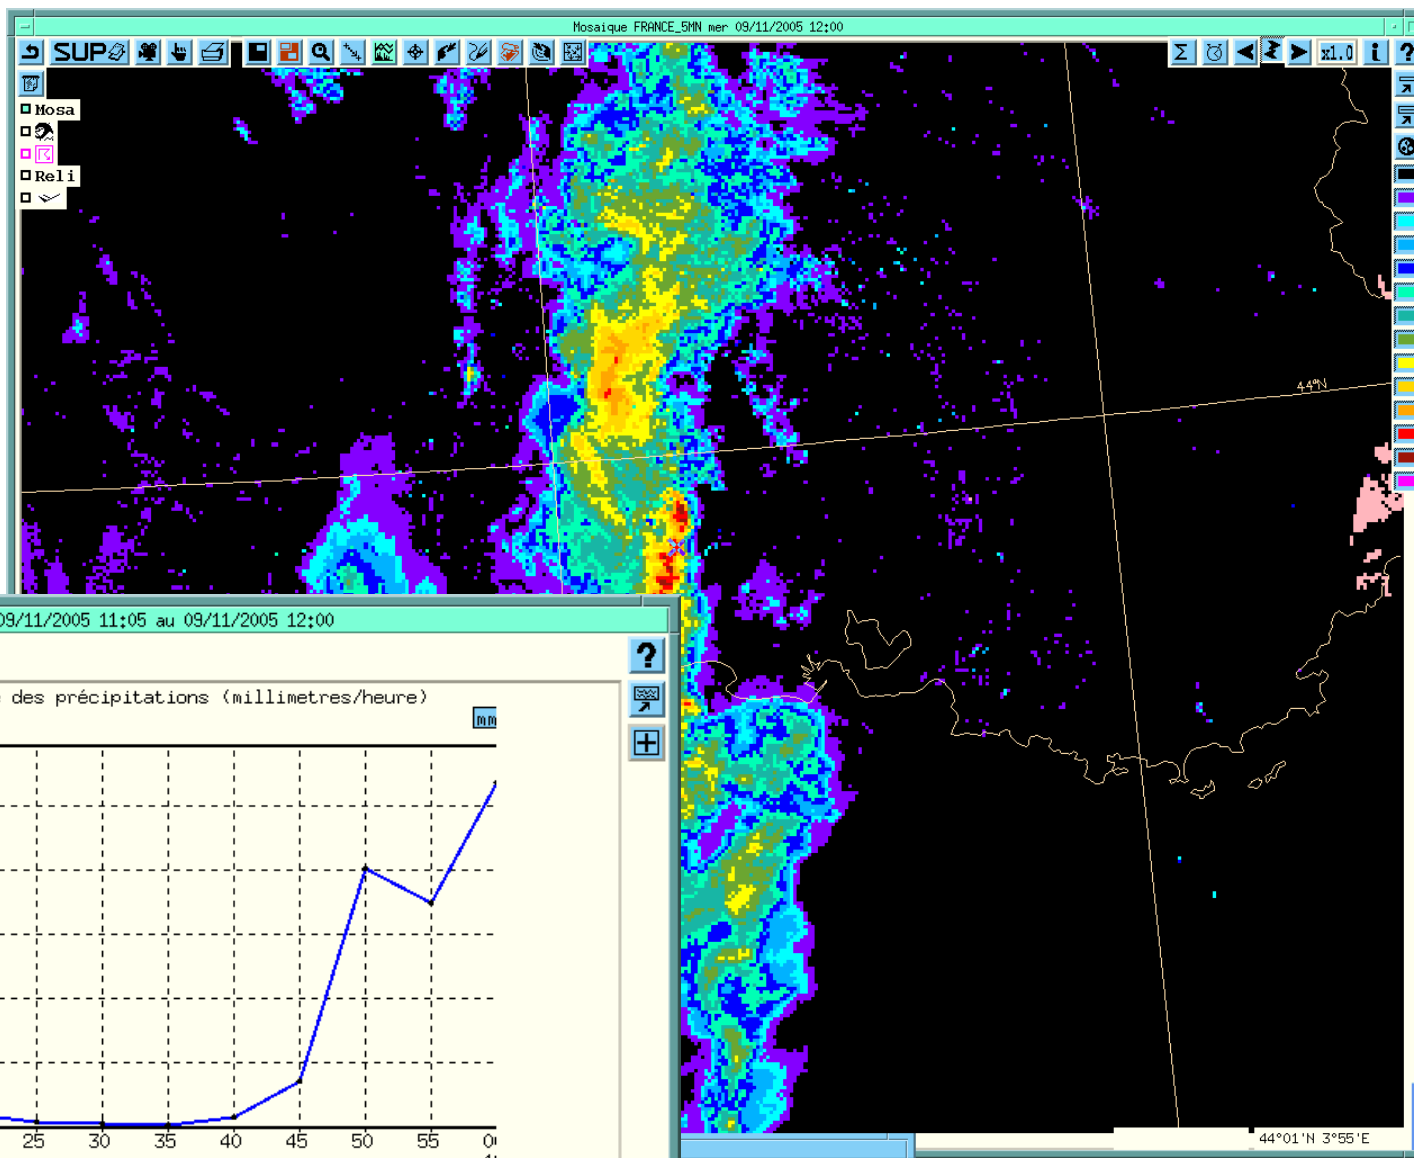 Mosaique FRANCE_5MN mer 09/11/2005 12:00
SUP
x1.0
i
?
Mosa
Reli
44°N
09/11/2005 11:05 au 09/11/2005 12:00
?
des précipitations (millimetres/heure)
mm
25 30 35 40 45 50 55
44°01'N 3°55'E